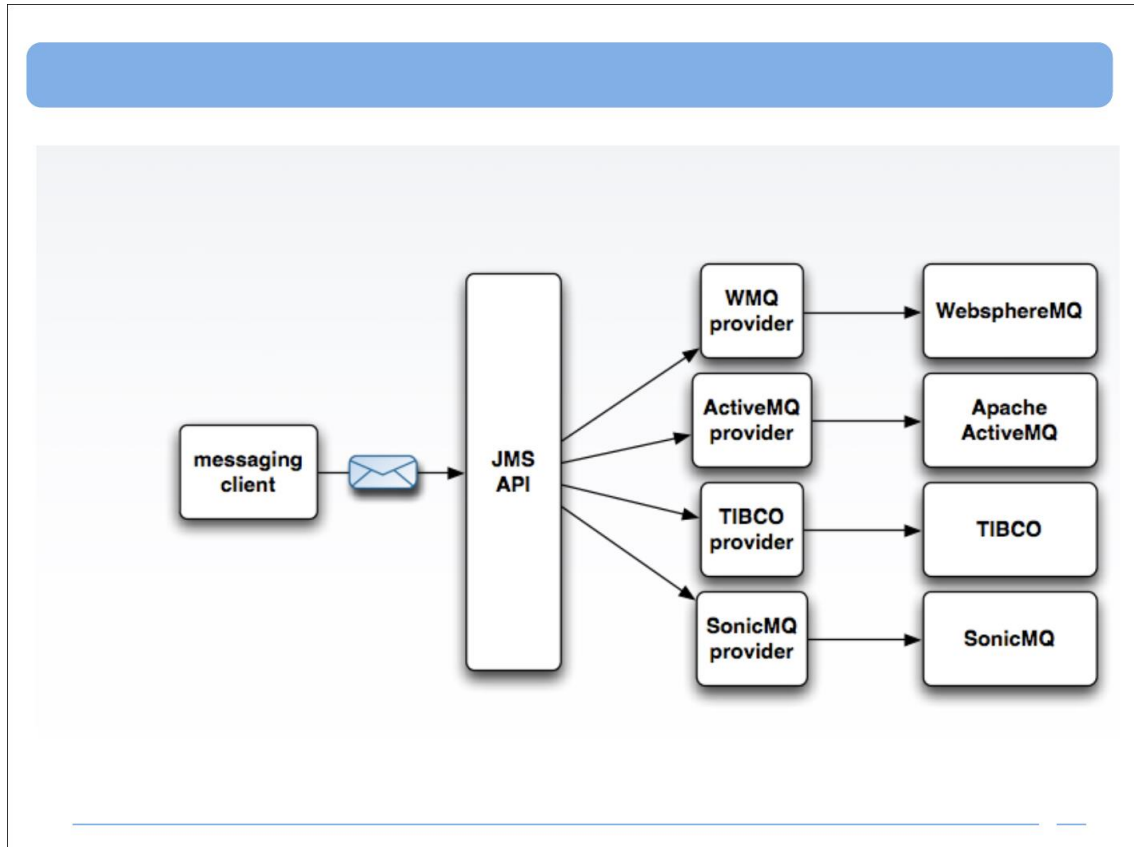 messaging
client
JMS
API
WMQ
provider
WebsphereMQ
ActiveMQ
provider
Apache
ActiveMQ
TIBCO
provider
TIBCO
SonicMQ
provider
SonicMQ